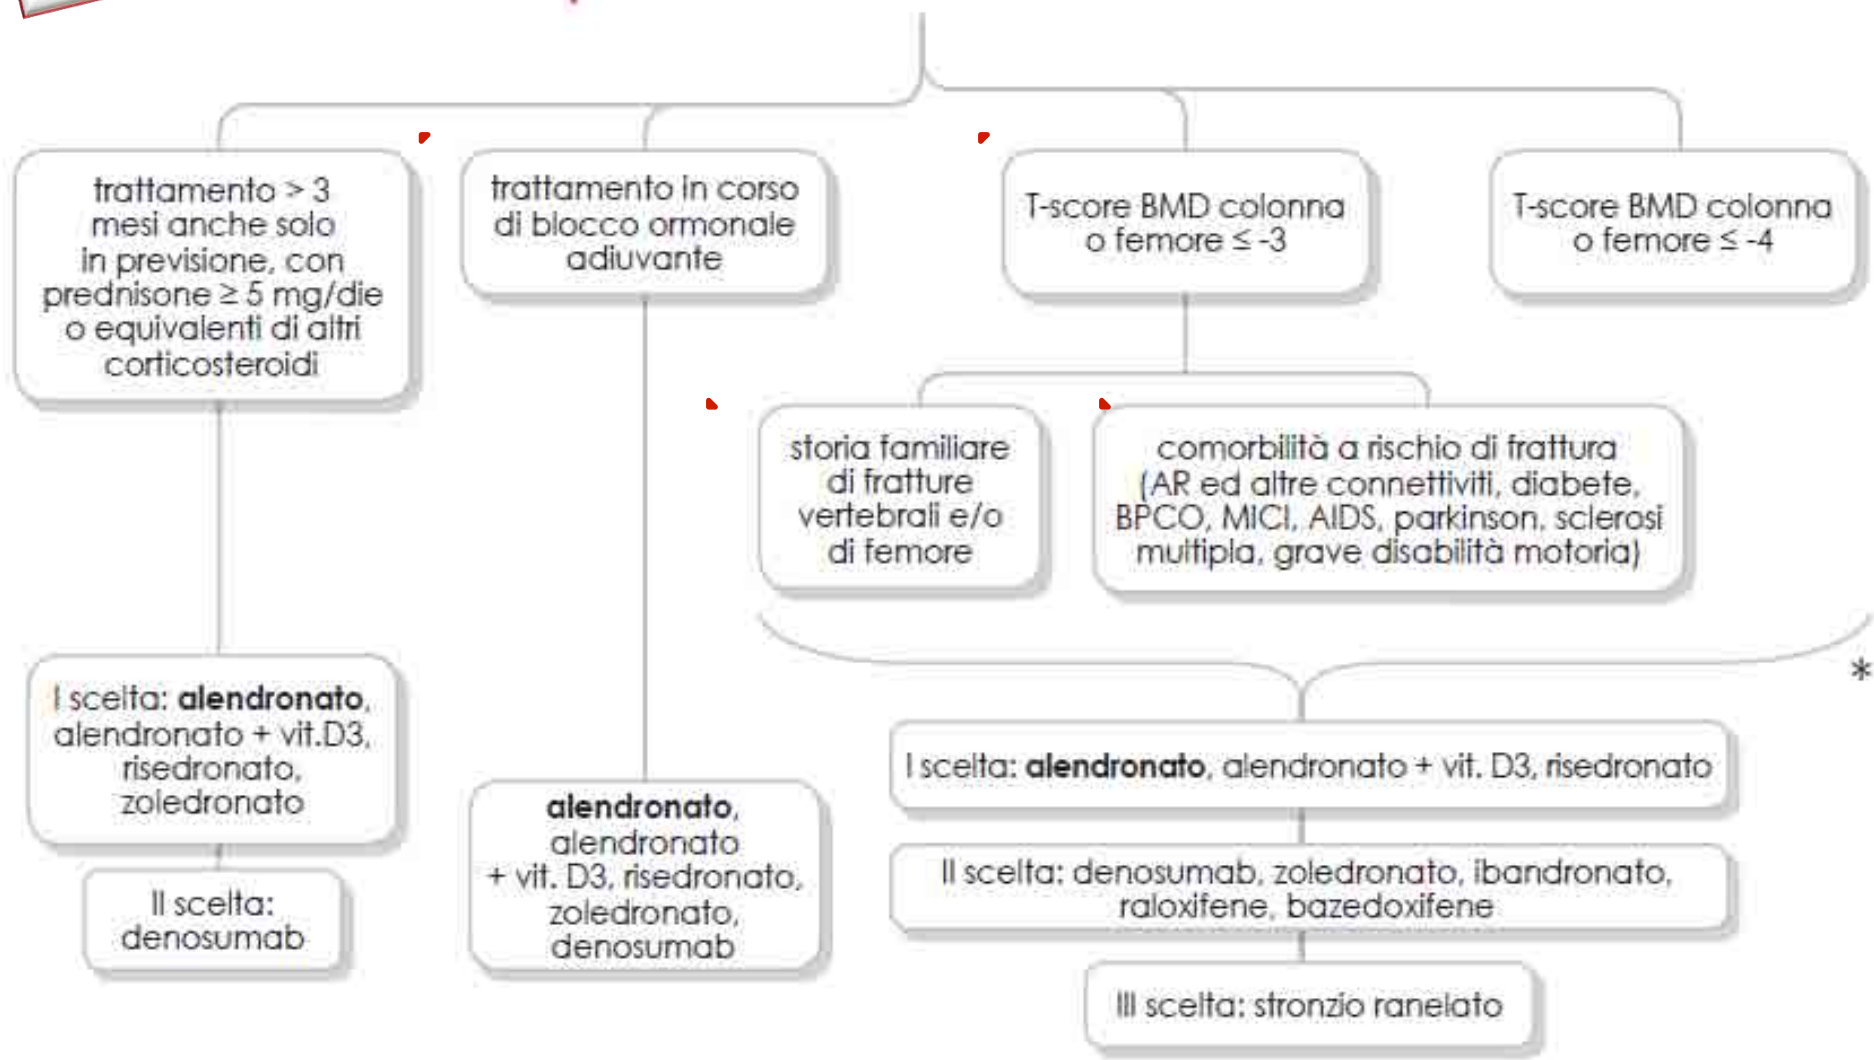 trattamento > 3
mesi anche solo
in previsione, con
prednisone ≥ 5 mg/die
o equivalenti di altri
corticosteroidi
trattamento in corso
di blocco ormonale
adiuvante
T-score BMD colonna
o femore ≤ -3
T-score BMD colonna
o femore ≤ -4
storia familiare
di fratture
vertebrali e/o
di femore
comorbilità a rischio di frattura
(AR ed altre connettiviti, diabete,
BPCO, MICI, AIDS, parkinson, sclerosi
multipla, grave disabilità motoria)
*
I scelta: alendronato,
alendronato + vit.D3,
risedronato,
zoledronato
II scelta:
denosumab
alendronato,
alendronato
+ vit. D3, risedronato,
zoledronato,
denosumab
I scelta: alendronato, alendronato + vit. D3, risedronato
II scelta: denosumab, zoledronato, ibandronato,
raloxifene, bazedoxifene
III scelta: stronzio ranelato